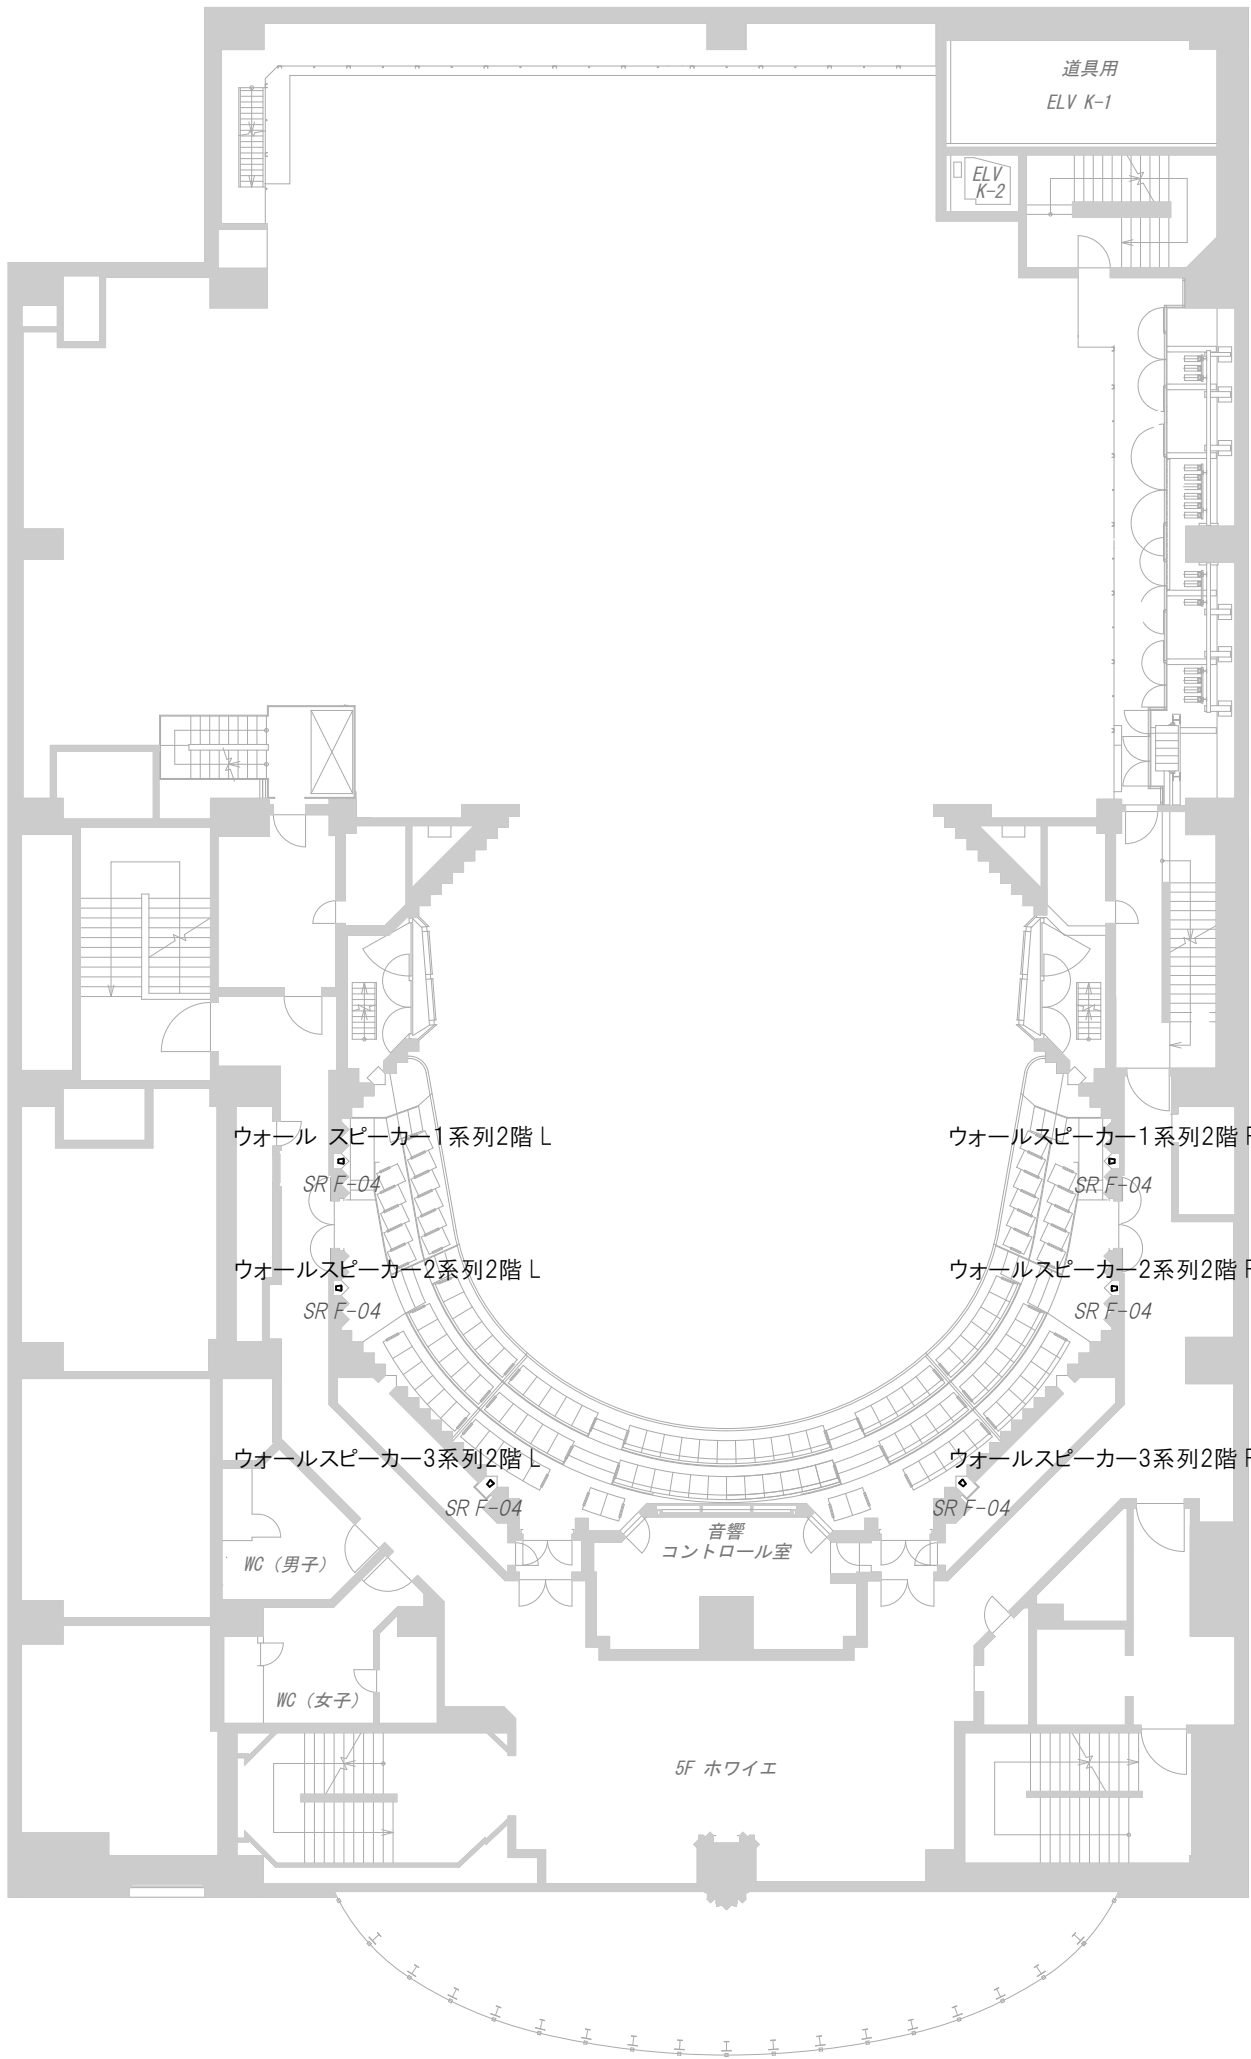 道具用
ELV K-1
ELV
K-2
ウォール スピーカー1系列2階 L
ウォールスピーカー1系列2階 R
SR F-04
SR F-04
ウォールスピーカー2系列2階 L
ウォールスピーカー2系列2階 R
SR F-04
SR F-04
ウォールスピーカー3系列2階 L
ウォールスピーカー3系列2階 R
SR F-04
SR F-04
音響
コントロール室
WC (男子)
WC (女子)
5F ホワイエ